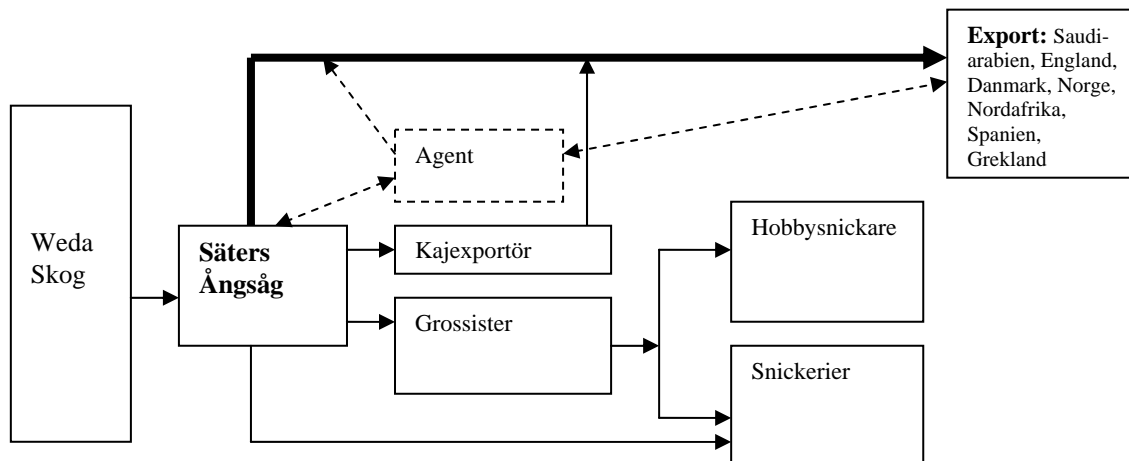 Export: Saudi-
arabien, England,
Danmark, Norge,
Nordafrika,
Spanien,
Grekland
Agent
Weda
Skog
Säters
Ångsåg
Kajexportör
Hobbysnickare
Grossister
Snickerier